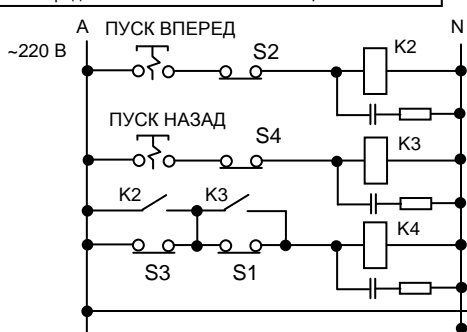 А ПУСК ВПЕРЕД N
~220 В S2 K2
ПУСК НАЗАД
S4 K3
K2 K3 K4
S3 S1